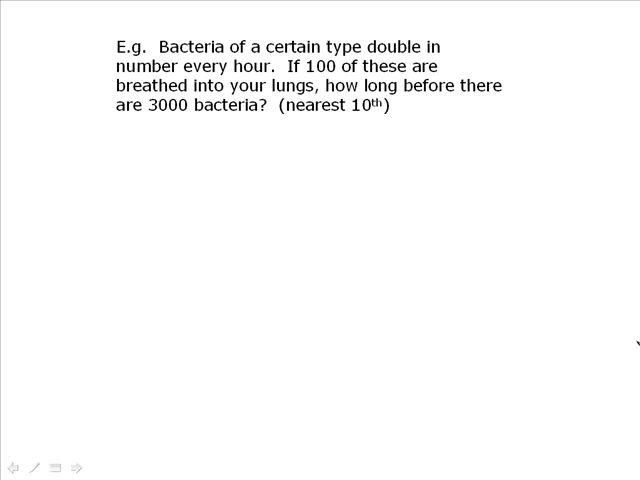 E.g.  Bacteria of a certain type double in
number every hour.  If 100 of these are
breathed into your lungs, how long before there
are 3000 bacteria?  (nearest 10th)